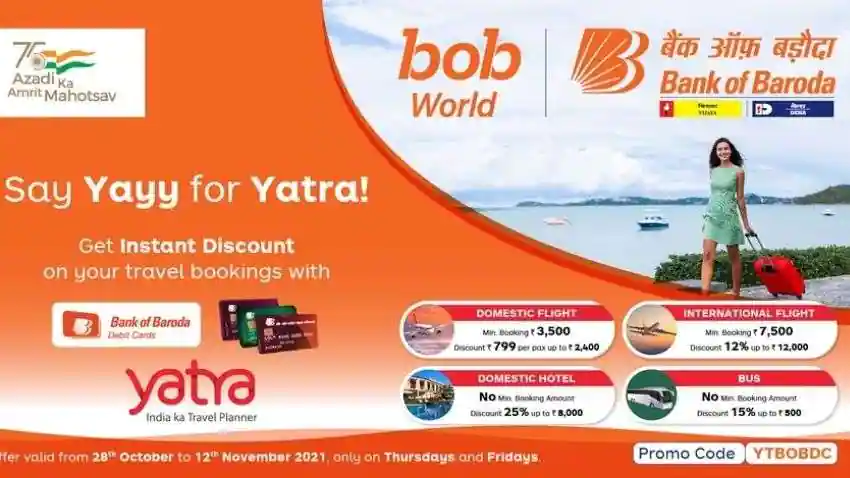 75
Azadi Ka
Amrit Mahotsav
bob
World
बैंक ऑफ़ बड़ौदा
Bank of Baroda
विजया
VIJAYA
देना
DENA
Say Yayy for Yatra!
Get Instant Discount
on your travel bookings with
Bank of Baroda
Debit Cards
yatra
India ka Travel Planner
DOMESTIC FLIGHT
Min. Booking ₹ 3,500
Discount ₹ 799 per pax up to ₹ 2,400
INTERNATIONAL FLIGHT
Min. Booking ₹ 7,500
Discount 12% up to ₹ 12,000
DOMESTIC HOTEL
No Min. Booking Amount
Discount 25% up to ₹ 8,000
BUS
No Min. Booking Amount
Discount 15% up to ₹ 500
ffer valid from 28th October to 12th November 2021, only on Thursdays and Fridays.
Promo Code YTBOBDC